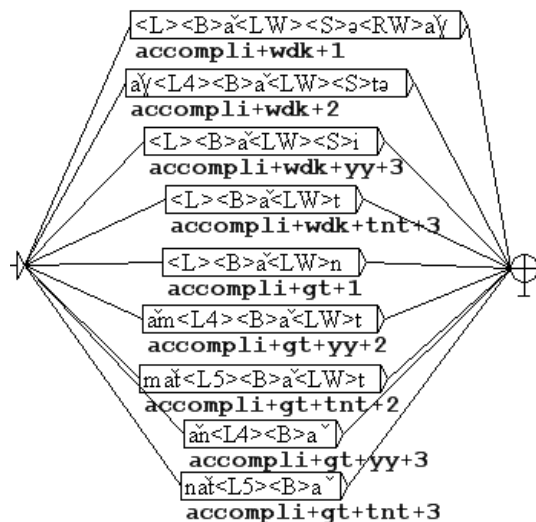 <L><B>ǎ<LW><S>ə<RW>ǎɣ
accompli+wdk+1
ǎɣ<L4><B>ǎ<LW><S>tə
accompli+wdk+2
<L><B>ǎ<LW><S>i
accompli+wdk+yy+3
<L><B>ǎ<LW>t
accompli+wdk+tnt+3
<L><B>ǎ<LW>n
accompli+gt+1
ǎm<L4><B>ǎ<LW>t
accompli+gt+yy+2
mǎt<L5><B>ǎ<LW>t
accompli+gt+tnt+2
ǎn<L4><B>ǎ
accompli+gt+yy+3
nǎt<L5><B>ǎ
accompli+gt+tnt+3